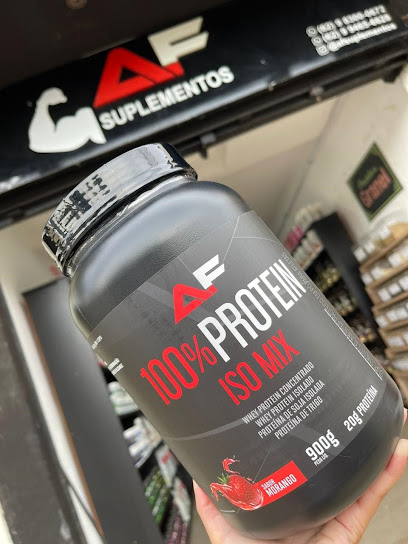 AF
SUPLEMENTOS
AF
100% PROTEIN
ISO MIX
WHEY PROTEIN CONCENTRADO
WHEY PROTEIN ISOLADO
PROTEÍNA DE SOJA ISOLADA
PROTEÍNA DE TRIGO
900g
20g PROTEÍNA
SABOR
MORANGO